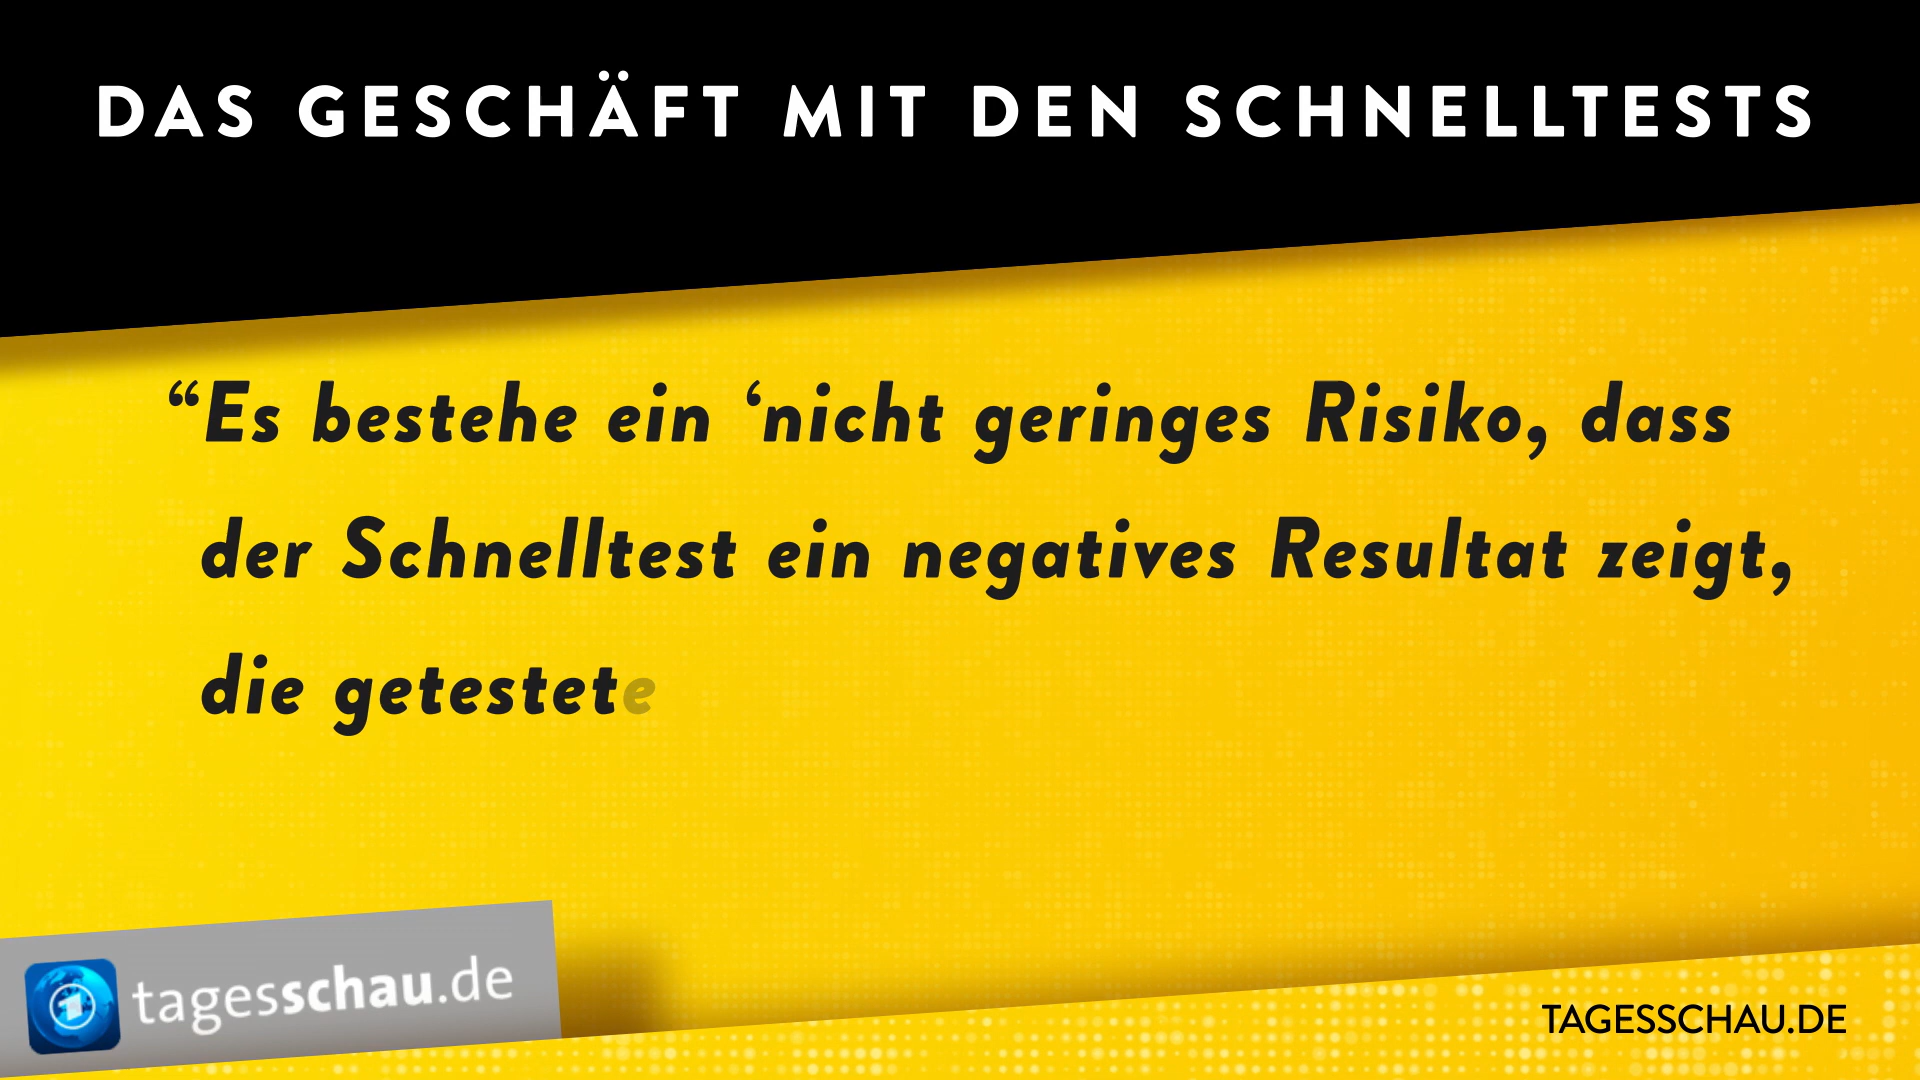 DAS GESCHÄFT MIT DEN SCHNELLTESTS
“Es bestehe ein ‘nicht geringes Risiko, dass
der Schnelltest ein negatives Resultat zeigt,
die getestete
1 tagesschau.de
TAGESSCHAU.DE